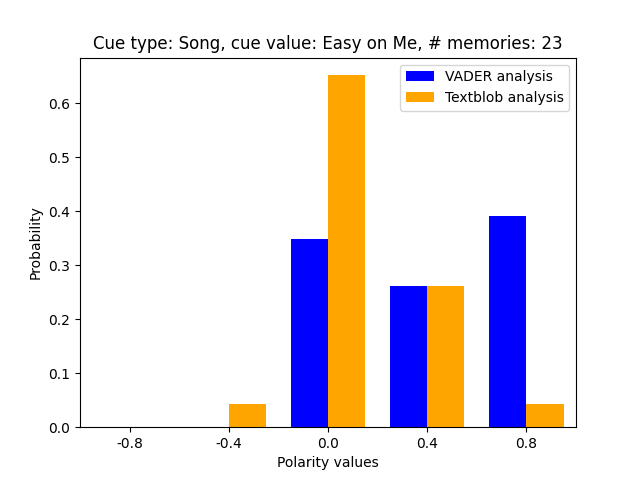 Cue type: Song, cue value: Easy on Me, # memories: 23
VADER analysis
Textblob analysis
Probability
0.6
0.5
0.4
0.3
0.2
0.1
0.0
-0.8
-0.4
0.0
0.4
0.8
Polarity values